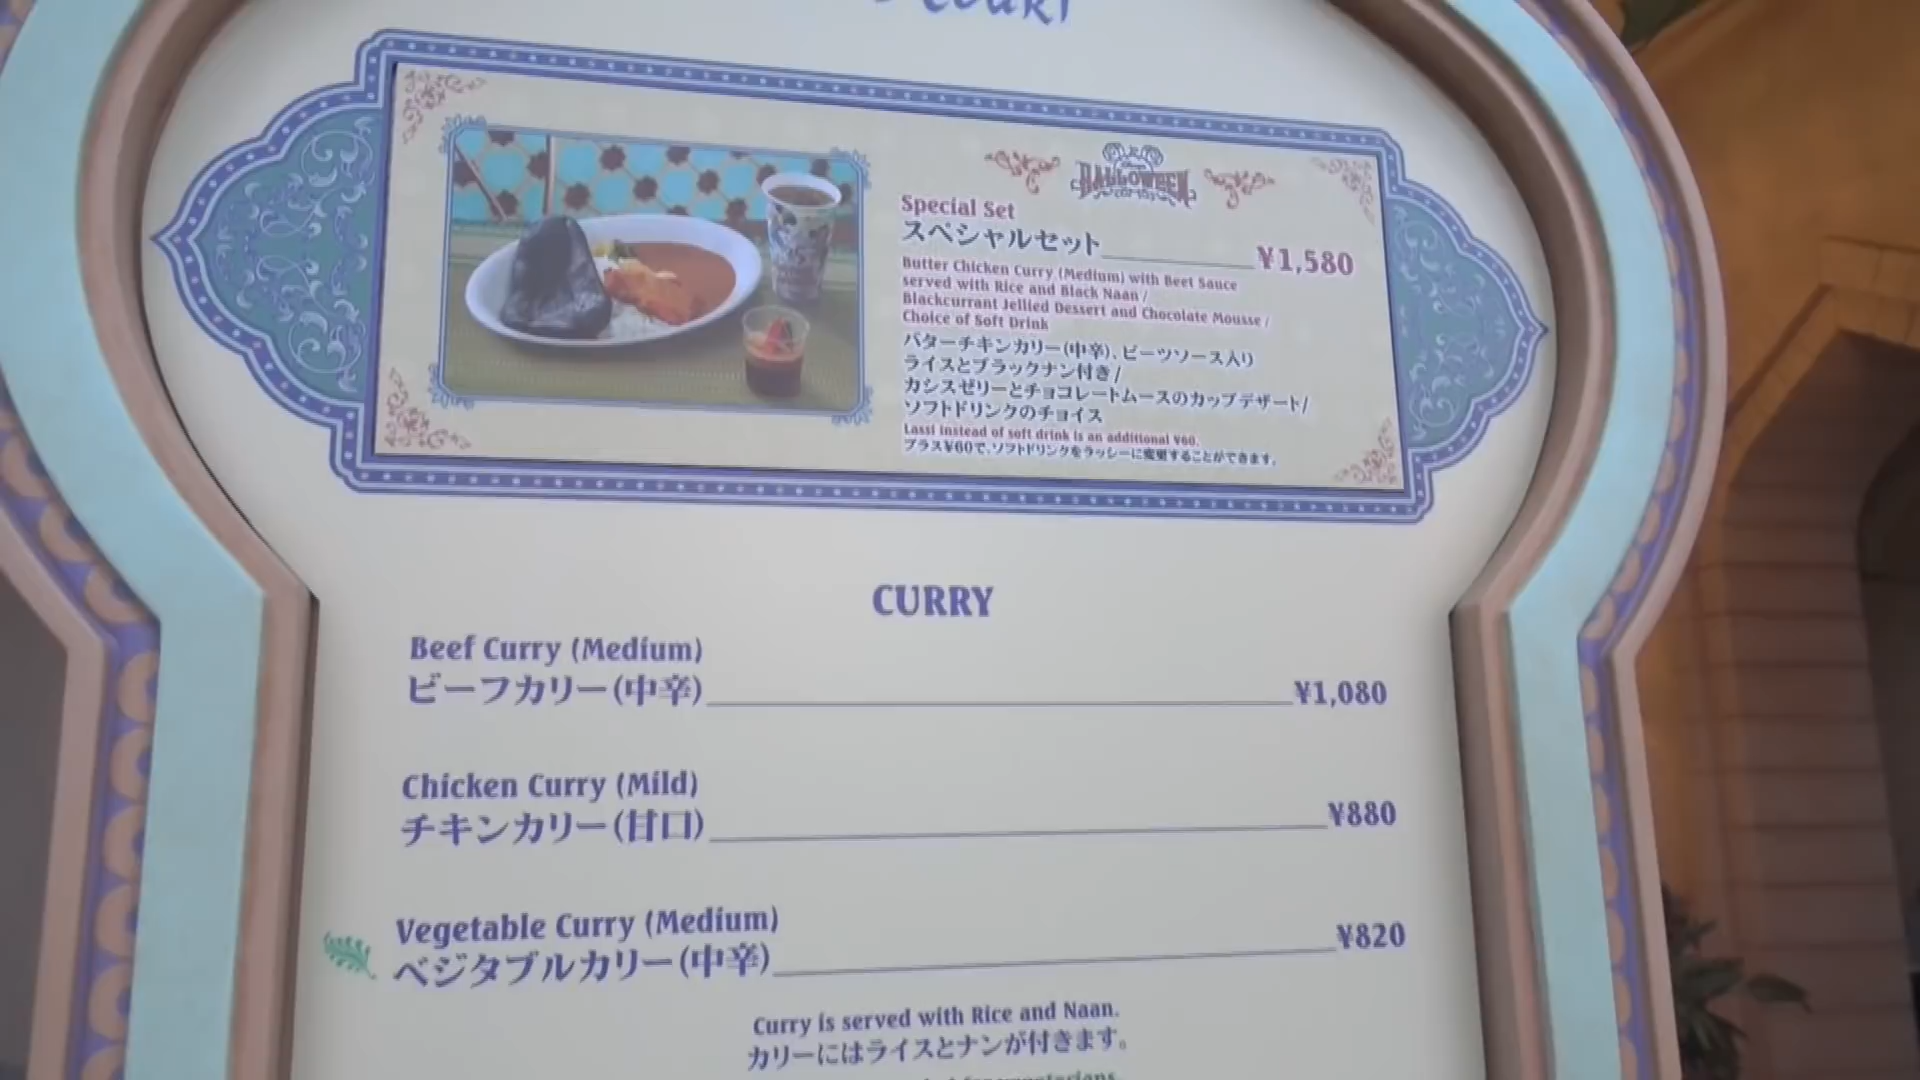 HALLOWEEN
Special Set
スペシャルセット ¥1,580
Butter Chicken Curry (Medium) with Beet Sauce
served with Rice and Black Naan /
Blackcurrant Jellied Dessert and Chocolate Mousse /
Choice of Soft Drink
バターチキンカリー(中辛)、ビーツソース入り
ライスとブラックナン付き/
カシスゼリーとチョコレートムースのカップデザート/
ソフトドリンクのチョイス
Lassi instead of soft drink is an additional ¥60.
プラス¥60で、ソフトドリンクをラッシーに変更することができます。
CURRY
Beef Curry (Medium)
ビーフカリー(中辛) ¥1,080
Chicken Curry (Mild)
チキンカリー(甘口) ¥880
Vegetable Curry (Medium)
ベジタブルカリー(中辛) ¥820
Curry is served with Rice and Naan.
カリーにはライスとナンが付きます。